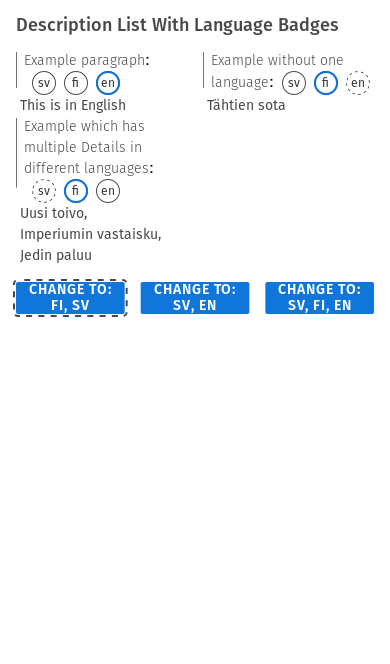 Description List With Language Badges
Example paragraph:
sv fi en
This is in English
Example without one
language: sv fi en
Tähtien sota
Example which has
multiple Details in
different languages:
sv fi en
Uusi toivo,
Imperiumin vastaisku,
Jedin paluu
CHANGE TO:
FI, SV
CHANGE TO:
SV, EN
CHANGE TO:
SV, FI, EN